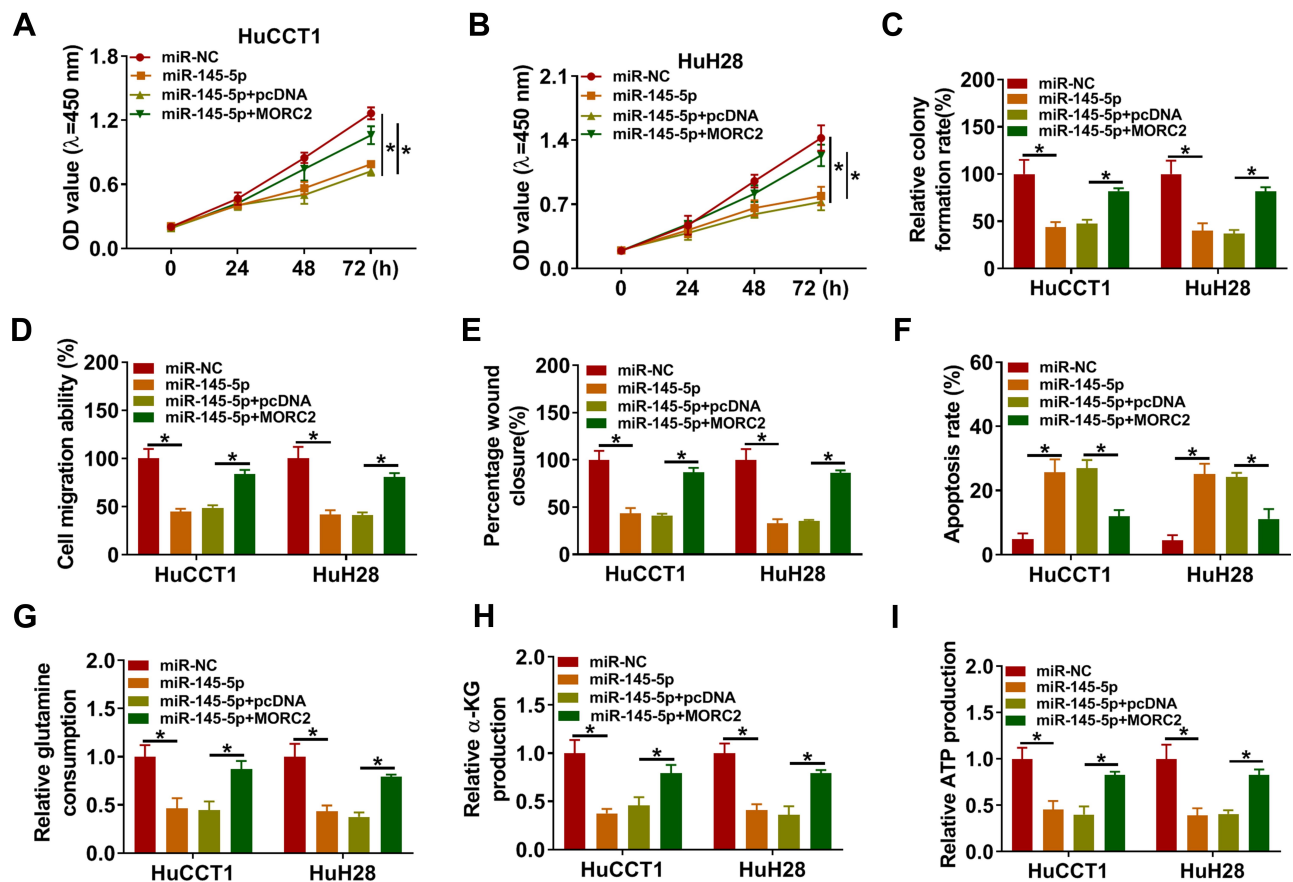 A
HuCCT1
miR-NC
miR-145-5p
miR-145-5p+pcDNA
miR-145-5p+MORC2
OD value (λ=450 nm)
1.8
1.2
0.6
0.0
0 24 48 72 (h)
*
*
B
HuH28
miR-NC
miR-145-5p
miR-145-5p+pcDNA
miR-145-5p+MORC2
OD value (λ=450 nm)
2.1
1.4
0.7
0.0
0 24 48 72 (h)
*
*
C
miR-NC
miR-145-5p
miR-145-5p+pcDNA
miR-145-5p+MORC2
Relative colony
formation rate(%)
200
150
100
50
0
* * * *
HuCCT1 HuH28
D
miR-NC
miR-145-5p
miR-145-5p+pcDNA
miR-145-5p+MORC2
Cell migration ability (%)
200
150
100
50
0
* * * *
HuCCT1 HuH28
E
miR-NC
miR-145-5p
miR-145-5p+pcDNA
miR-145-5p+MORC2
Percentage wound
closure(%)
200
150
100
50
0
* * * *
HuCCT1 HuH28
F
miR-NC
miR-145-5p
miR-145-5p+pcDNA
miR-145-5p+MORC2
Apoptosis rate (%)
60
40
20
0
* * * *
HuCCT1 HuH28
G
miR-NC
miR-145-5p
miR-145-5p+pcDNA
miR-145-5p+MORC2
Relative glutamine
consumption
2.0
1.5
1.0
0.5
0.0
* * * *
HuCCT1 HuH28
H
miR-NC
miR-145-5p
miR-145-5p+pcDNA
miR-145-5p+MORC2
Relative α-KG
production
2.0
1.5
1.0
0.5
0.0
* * * *
HuCCT1 HuH28
I
miR-NC
miR-145-5p
miR-145-5p+pcDNA
miR-145-5p+MORC2
Relative ATP production
2.0
1.5
1.0
0.5
0.0
* * * *
HuCCT1 HuH28